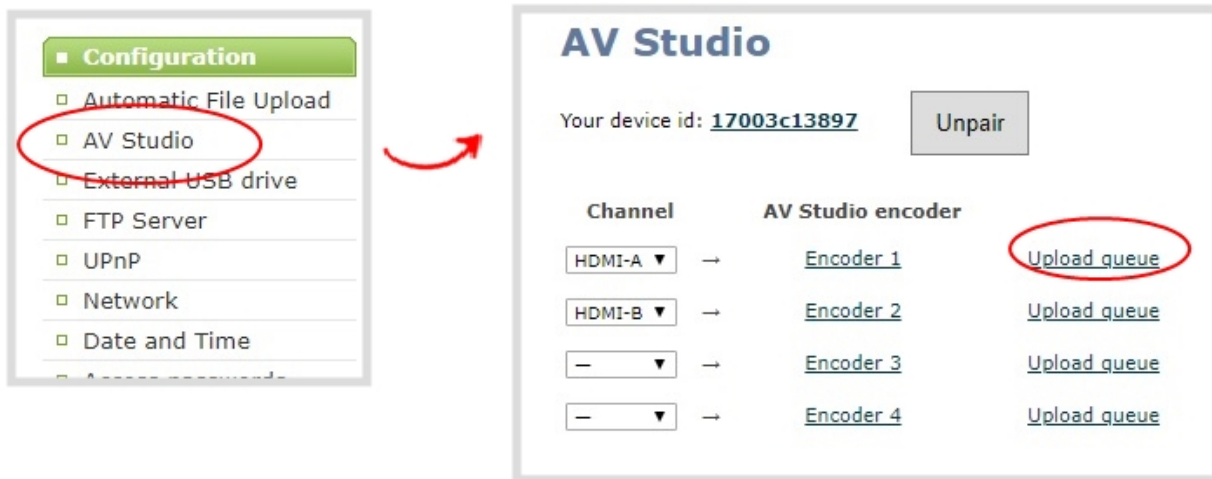 Configuration
Automatic File Upload
AV Studio
External USB drive
FTP Server
UPnP
Network
Date and Time
AV Studio
Your device id: 17003c13897 Unpair
Channel AV Studio encoder
HDMI-A ▼ → Encoder 1 Upload queue
HDMI-B ▼ → Encoder 2 Upload queue
— ▼ → Encoder 3 Upload queue
— ▼ → Encoder 4 Upload queue